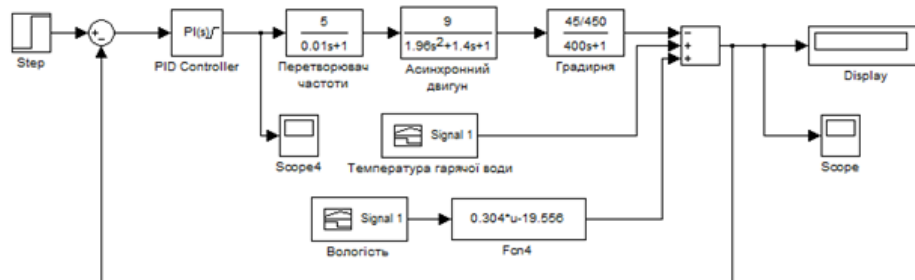 Step
PI(s)
PID Controller
5
0.01s+1
Перетворювач
частоти
9
1.96s²+1.4s+1
Асинхронний
двигун
45/450
400s+1
Градирня
Display
Scope4
Signal 1
Температура гарячої води
Scope
Signal 1
Вологість
0.304*u-19.556
Fcn4